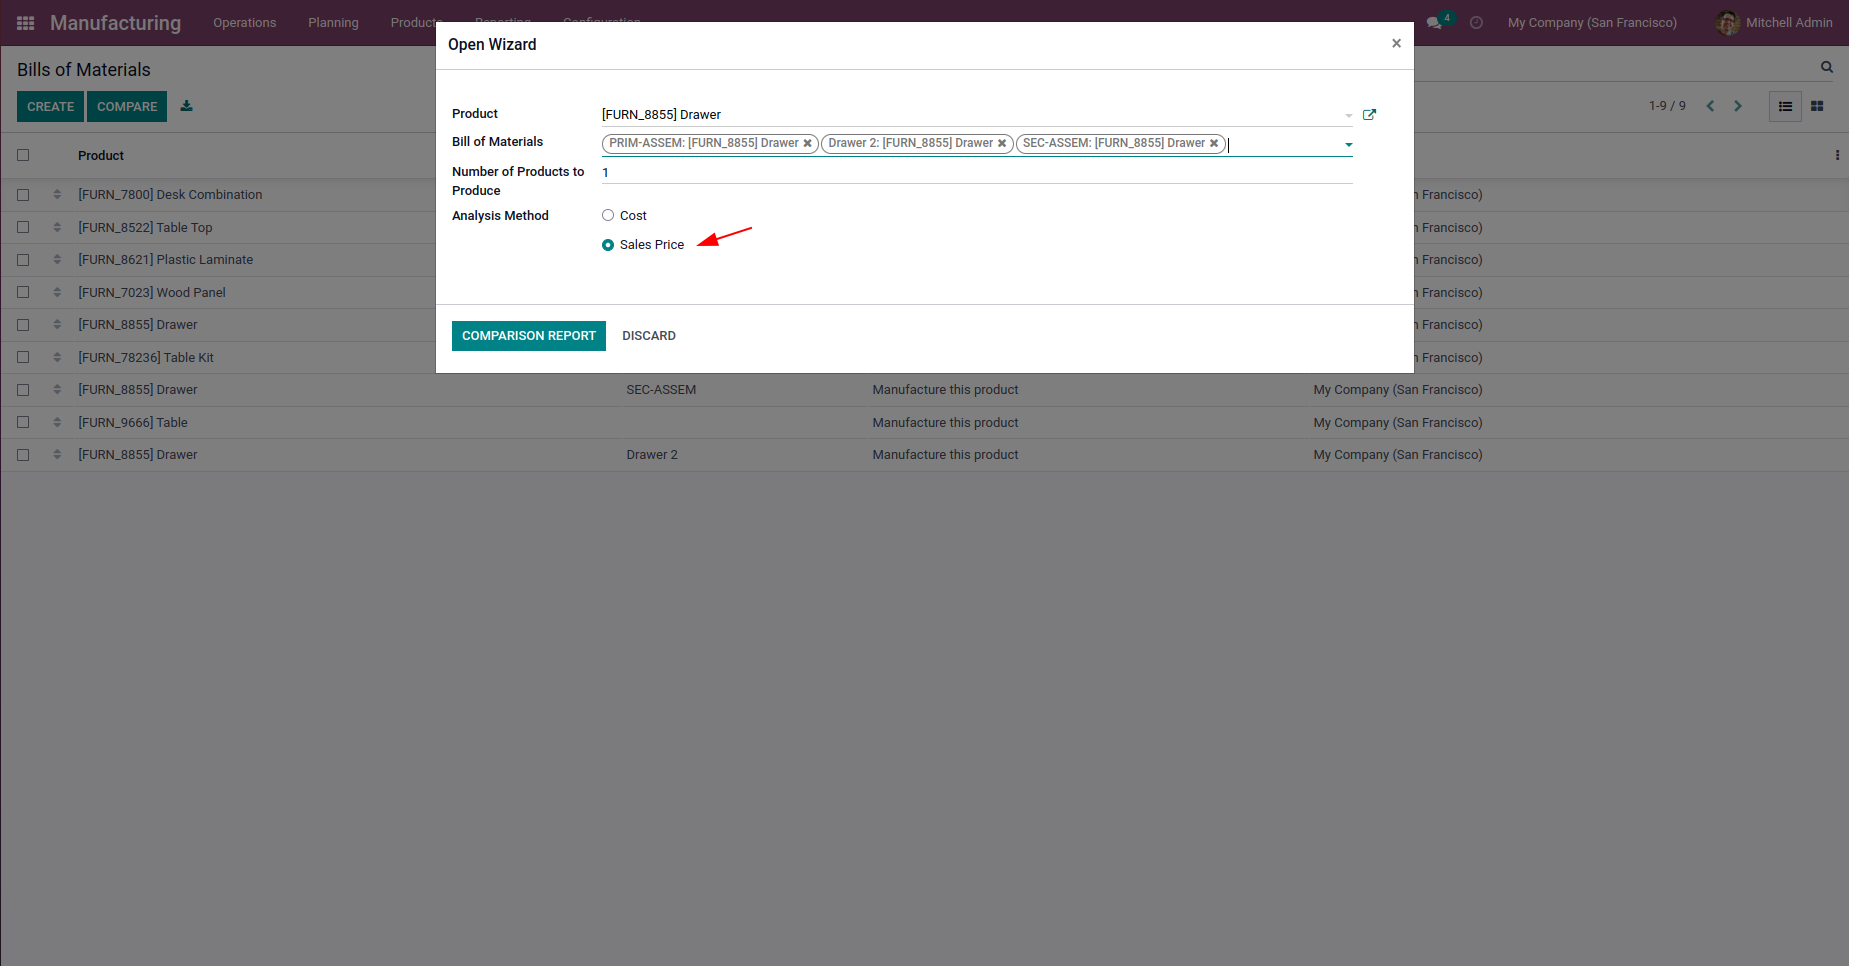 Manufacturing Operations Planning Products Reporting Configuration 4 My Company (San Francisco) Mitchell Admin
Open Wizard ×
Bills of Materials
CREATE COMPARE 1-9 / 9
Product [FURN_8855] Drawer
Bill of Materials PRIM-ASSEM: [FURN_8855] Drawer ✖ Drawer 2: [FURN_8855] Drawer ✖ SEC-ASSEM: [FURN_8855] Drawer ✖
Number of Products to Produce 1
Analysis Method Cost
Sales Price
COMPARISON REPORT DISCARD
Product
[FURN_7800] Desk Combination n Francisco)
[FURN_8522] Table Top n Francisco)
[FURN_8621] Plastic Laminate n Francisco)
[FURN_7023] Wood Panel n Francisco)
[FURN_8855] Drawer n Francisco)
[FURN_78236] Table Kit n Francisco)
[FURN_8855] Drawer SEC-ASSEM Manufacture this product My Company (San Francisco)
[FURN_9666] Table Manufacture this product My Company (San Francisco)
[FURN_8855] Drawer Drawer 2 Manufacture this product My Company (San Francisco)